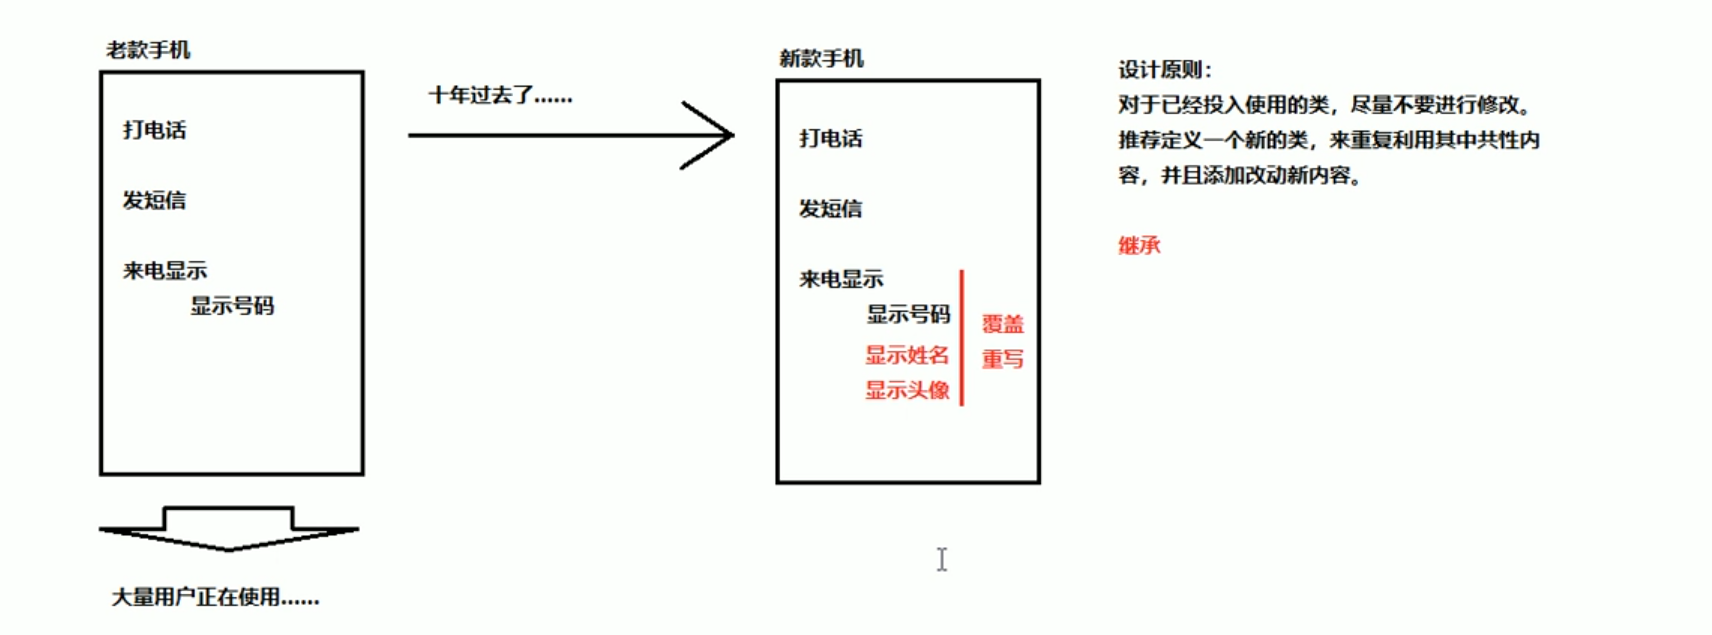 老款手机
打电话
发短信
来电显示
显示号码
大量用户正在使用......
十年过去了......
新款手机
打电话
发短信
来电显示
显示号码
显示姓名
显示头像
覆盖
重写
设计原则：
对于已经投入使用的类，尽量不要进行修改。
推荐定义一个新的类，来重复利用其中共性内
容，并且添加改动新内容。
继承